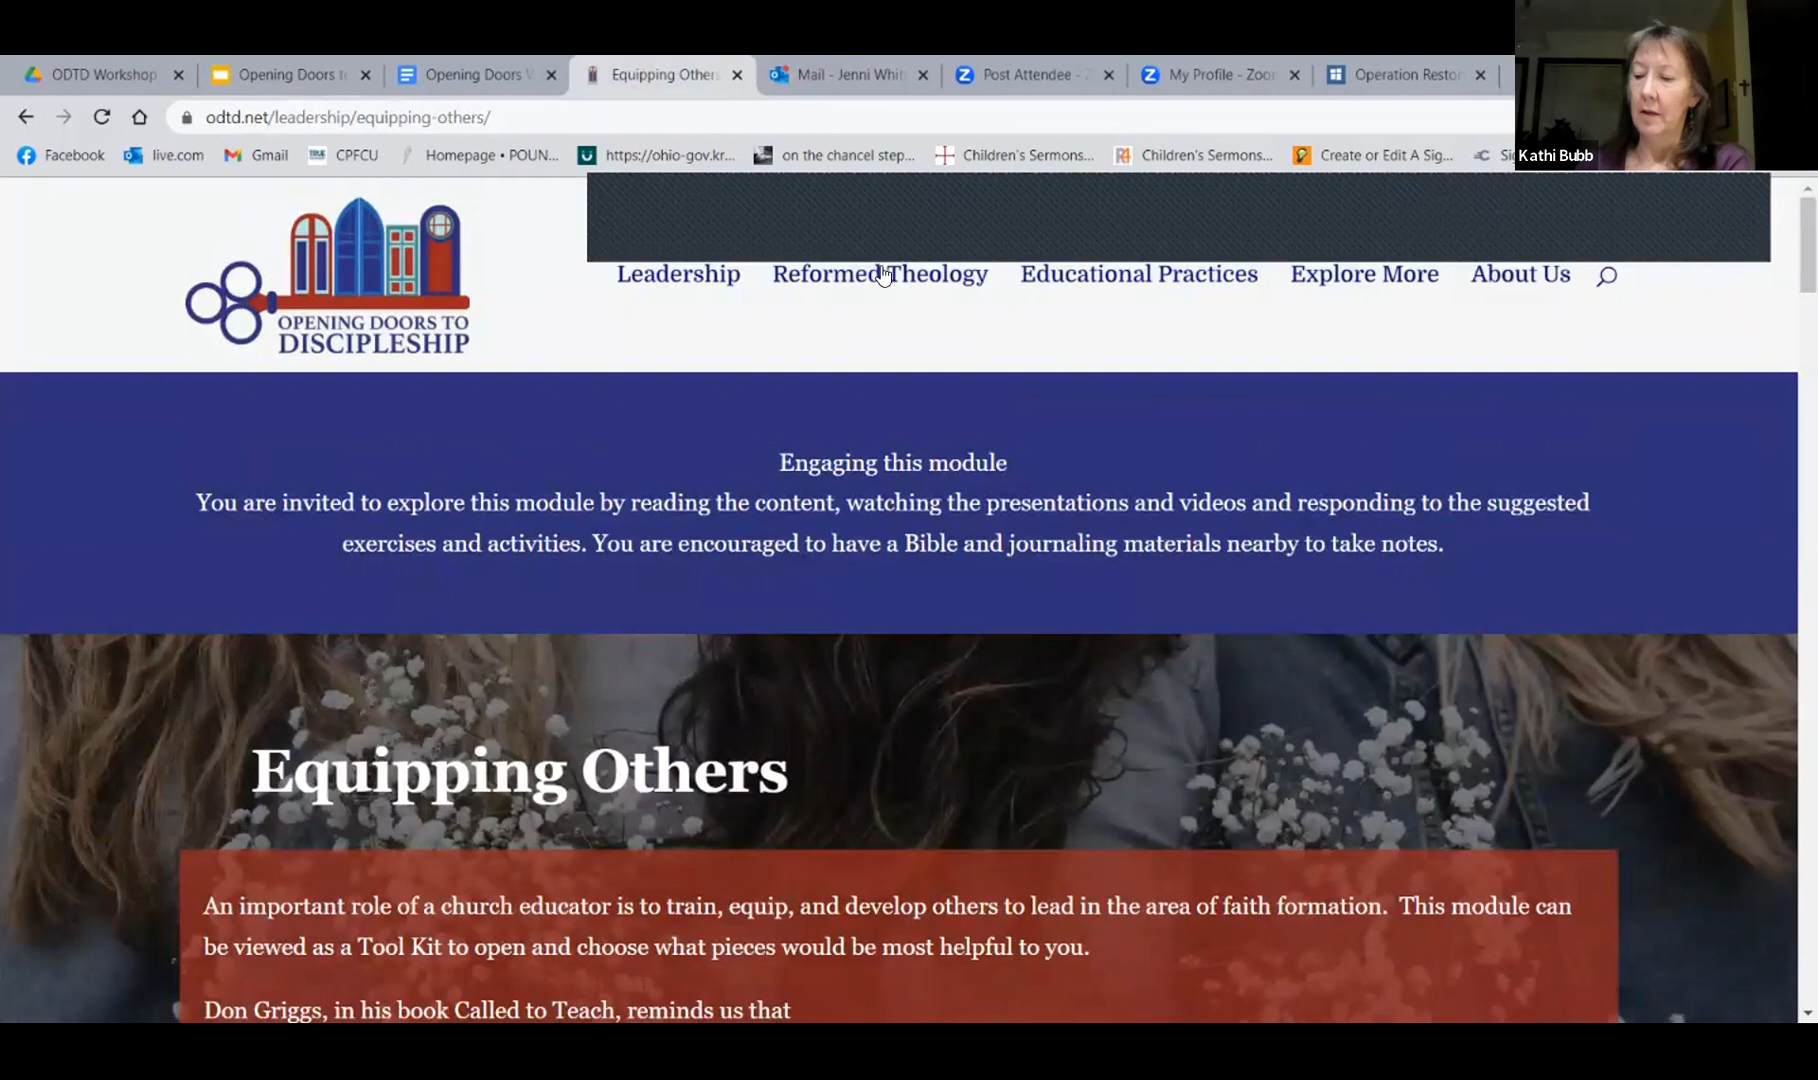 ODTD Workshop
Opening Doors to
Opening Doors W
Equipping Others
Mail - Jenni Whit
Post Attendee - Z
My Profile - Zoom
Operation Resto
odtd.net/leadership/equipping-others/
Facebook
live.com
Gmail
TRUE
CPFCU
Homepage • POUN...
https://ohio-gov.kr...
on the chancel step...
Children's Sermons...
Children's Sermons...
Create or Edit A Sig...
Kathi Bubb
Leadership
Reformed Theology
Educational Practices
Explore More
About Us
OPENING DOORS TO
DISCIPLESHIP
Engaging this module
You are invited to explore this module by reading the content, watching the presentations and videos and responding to the suggested
exercises and activities. You are encouraged to have a Bible and journaling materials nearby to take notes.
Equipping Others
An important role of a church educator is to train, equip, and develop others to lead in the area of faith formation. This module can
be viewed as a Tool Kit to open and choose what pieces would be most helpful to you.
Don Griggs, in his book Called to Teach, reminds us that